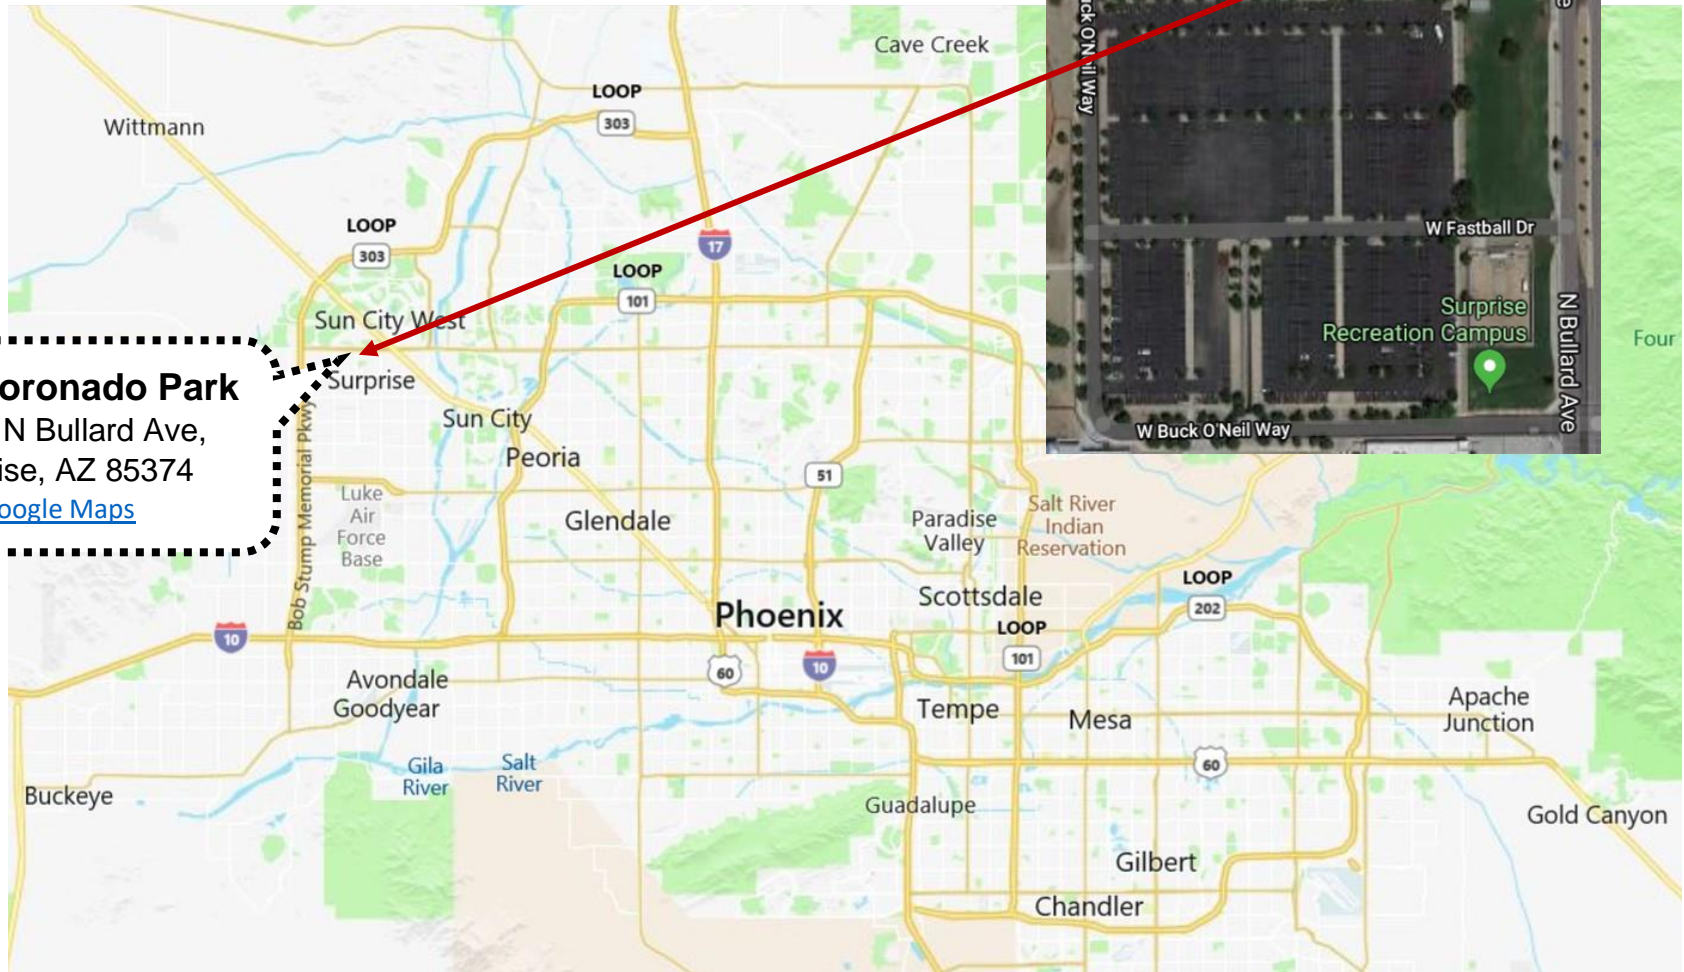 Cave Creek
Wittmann
LOOP
303
LOOP
303
17
LOOP
101
Sun City West
Surprise
Sun City
Peoria
oronado Park
N Bullard Ave,
ise, AZ 85374
oogle Maps
Bob Stump Memorial Pkwy
Luke
Air
Force
Base
Glendale
51
Paradise
Valley
Salt River
Indian
Reservation
Scottsdale
LOOP
101
LOOP
202
Phoenix
10
60
10
Avondale
Goodyear
Tempe
Mesa
Apache
Junction
60
Gila
River
Salt
River
Buckeye
Guadalupe
Gold Canyon
Gilbert
Chandler
Four
ck O'Neil Way
W Fastball Dr
Surprise
Recreation Campus
N Bullard Ave
W Buck O'Neil Way